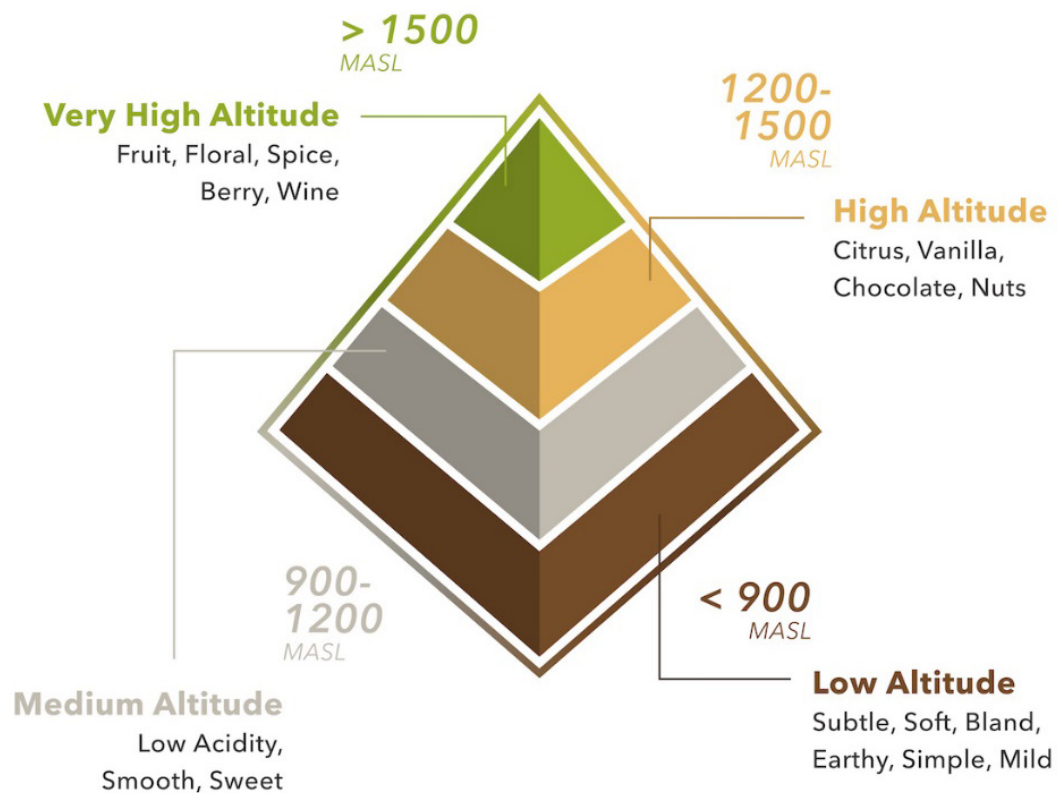 > 1500
MASL
Very High Altitude
Fruit, Floral, Spice,
Berry, Wine
1200-
1500
MASL
High Altitude
Citrus, Vanilla,
Chocolate, Nuts
900-
1200
MASL
Medium Altitude
Low Acidity,
Smooth, Sweet
< 900
MASL
Low Altitude
Subtle, Soft, Bland,
Earthy, Simple, Mild